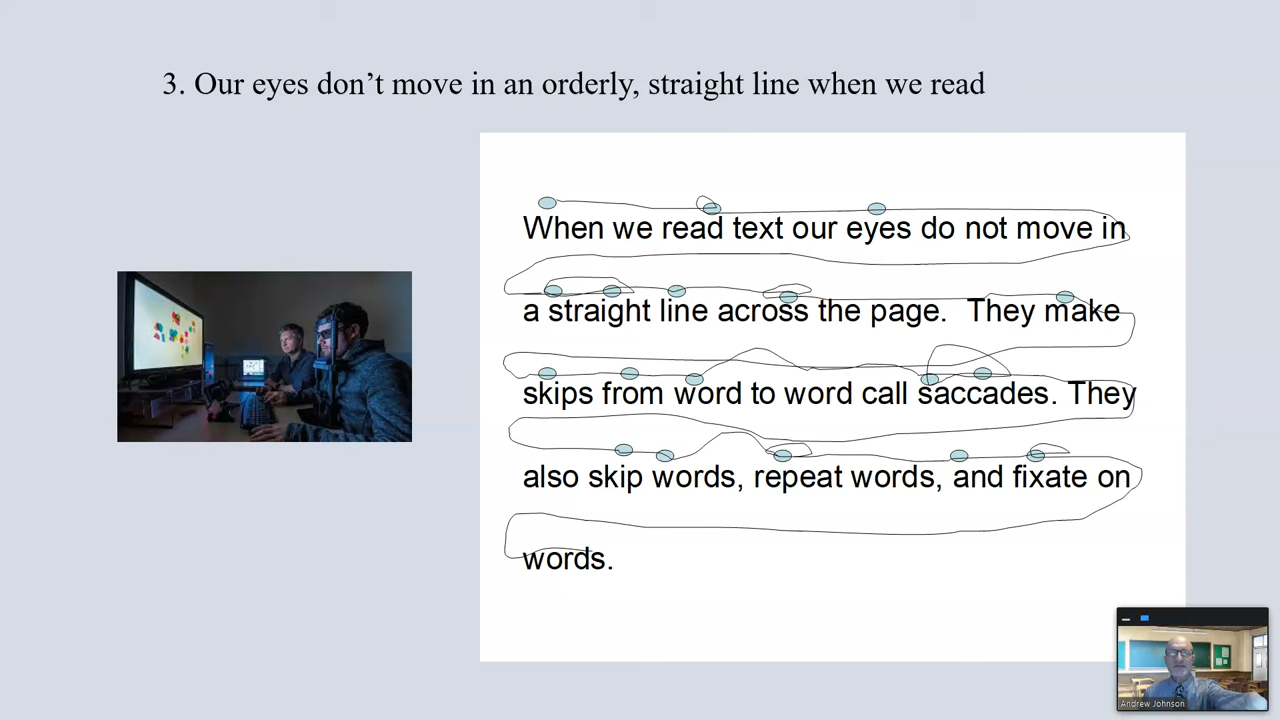 3. Our eyes don’t move in an orderly, straight line when we read
When we read text our eyes do not move in
a straight line across the page.  They make
skips from word to word call saccades. They
also skip words, repeat words, and fixate on
words.
Andrew Johnson